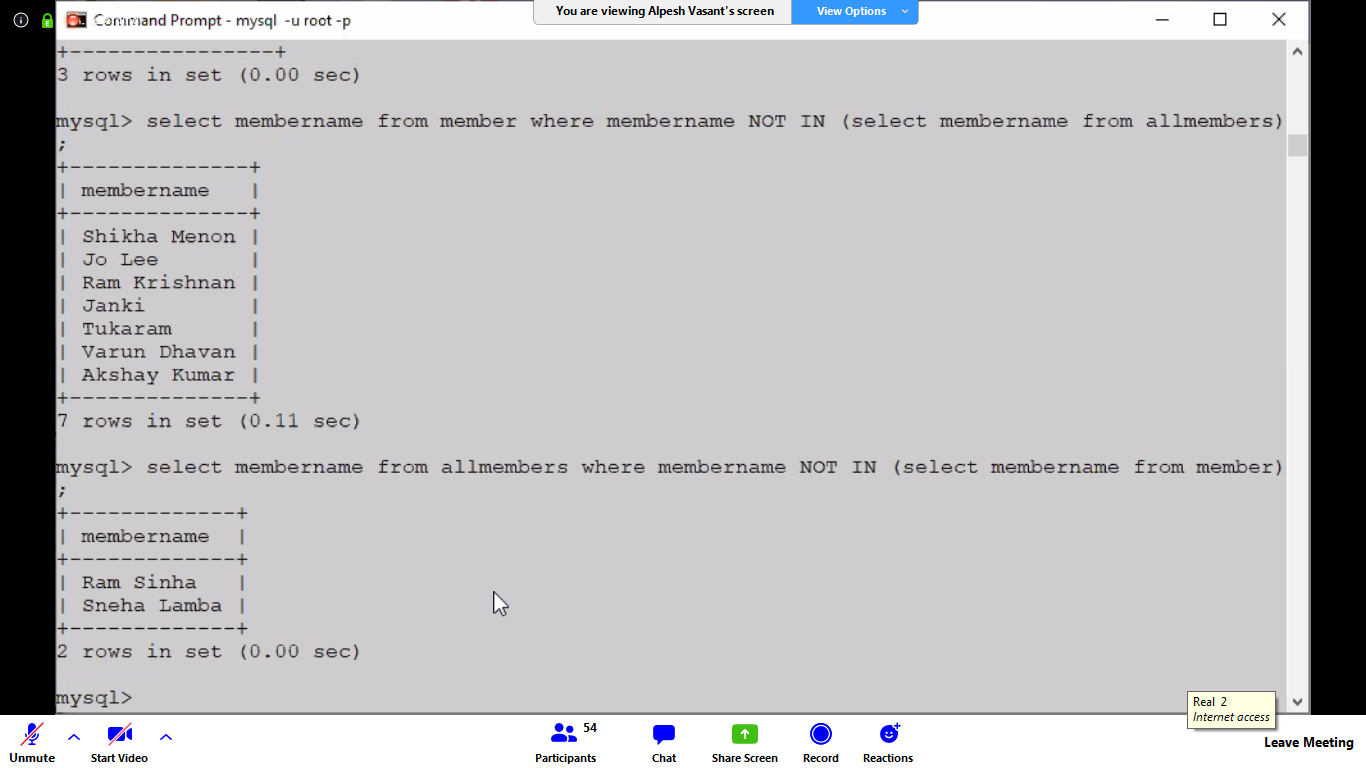 Command Prompt - mysql  -u root -p
You are viewing Alpesh Vasant's screen
View Options
+----------------+
3 rows in set (0.00 sec)
mysql> select membername from member where membername NOT IN (select membername from allmembers)
;
+--------------+
| membername   |
+--------------+
| Shikha Menon |
| Jo Lee       |
| Ram Krishnan |
| Janki        |
| Tukaram      |
| Varun Dhavan |
| Akshay Kumar |
+--------------+
7 rows in set (0.11 sec)
mysql> select membername from allmembers where membername NOT IN (select membername from member)
;
+-------------+
| membername  |
+-------------+
| Ram Sinha   |
| Sneha Lamba |
+-------------+
2 rows in set (0.00 sec)
mysql>
Real 2
Internet access
54
Unmute
Start Video
Participants
Chat
Share Screen
Record
Reactions
Leave Meeting